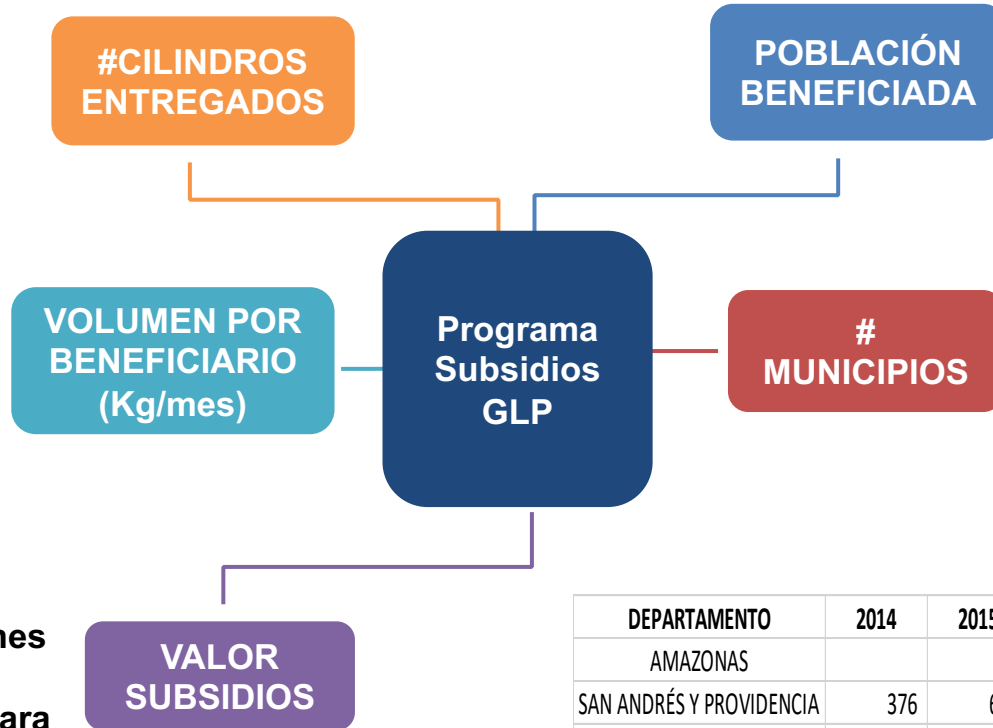 #CILINDROS
ENTREGADOS
POBLACIÓN
BENEFICIADA
VOLUMEN POR
BENEFICIARIO
(Kg/mes)
Programa
Subsidios
GLP
#
MUNICIPIOS
VALOR
SUBSIDIOS
DEPARTAMENTO 2014 2015
AMAZONAS
SAN ANDRÉS Y PROVIDENCIA 376